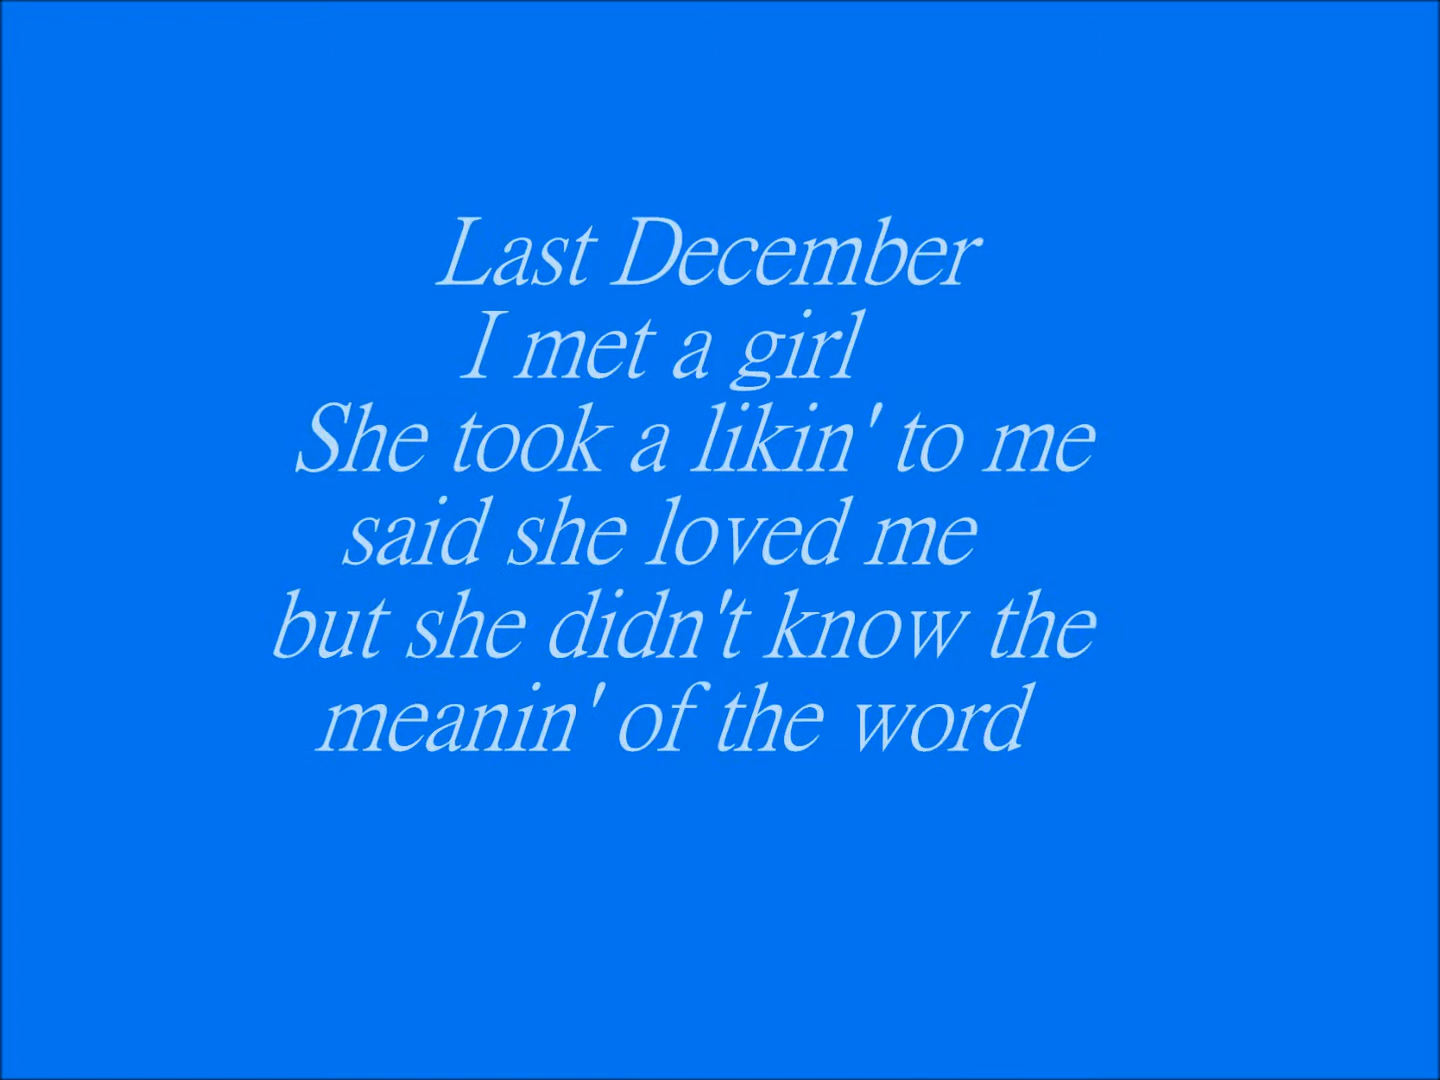 Last December
I met a girl
She took a likin' to me
said she loved me
but she didn't know the
meanin' of the word